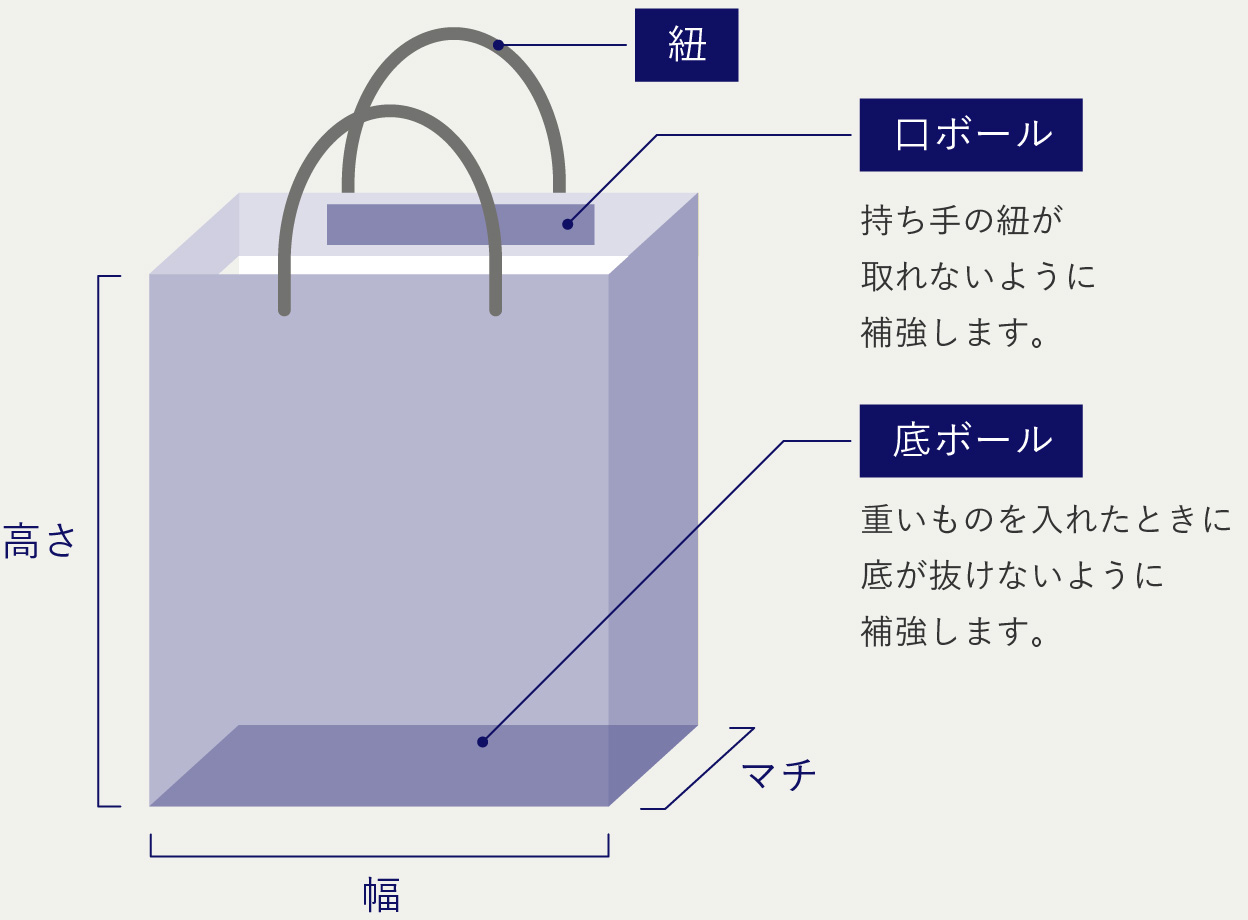 紐
口ボール
持ち手の紐が
取れないように
補強します。
底ボール
重いものを入れたときに
底が抜けないように
補強します。
高さ
マチ
幅